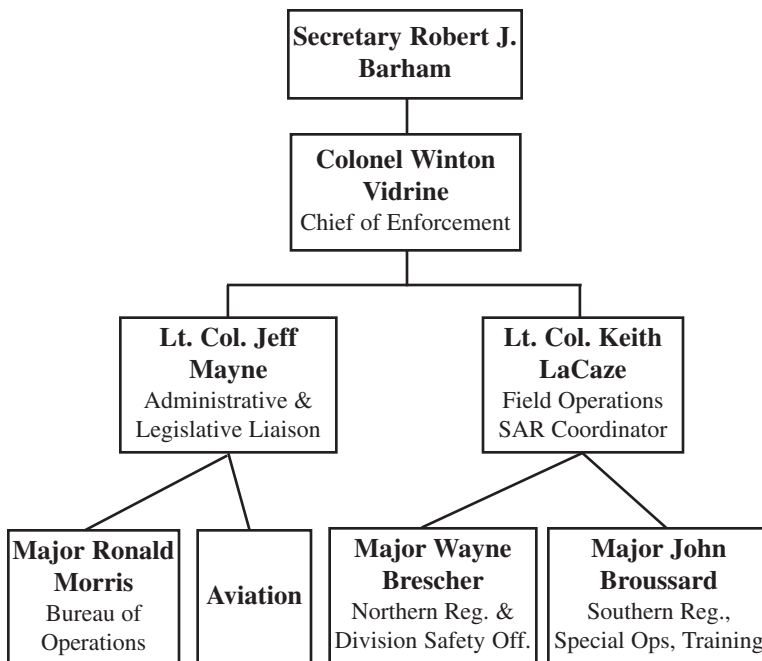 Secretary Robert J.
Barham
Colonel Winton
Vidrine
Chief of Enforcement
Lt. Col. Jeff
Mayne
Administrative &
Legislative Liaison
Lt. Col. Keith
LaCaze
Field Operations
SAR Coordinator
Major Ronald
Morris
Bureau of
Operations
Aviation
Major Wayne
Brescher
Northern Reg. &
Division Safety Off.
Major John
Broussard
Southern Reg.,
Special Ops, Training